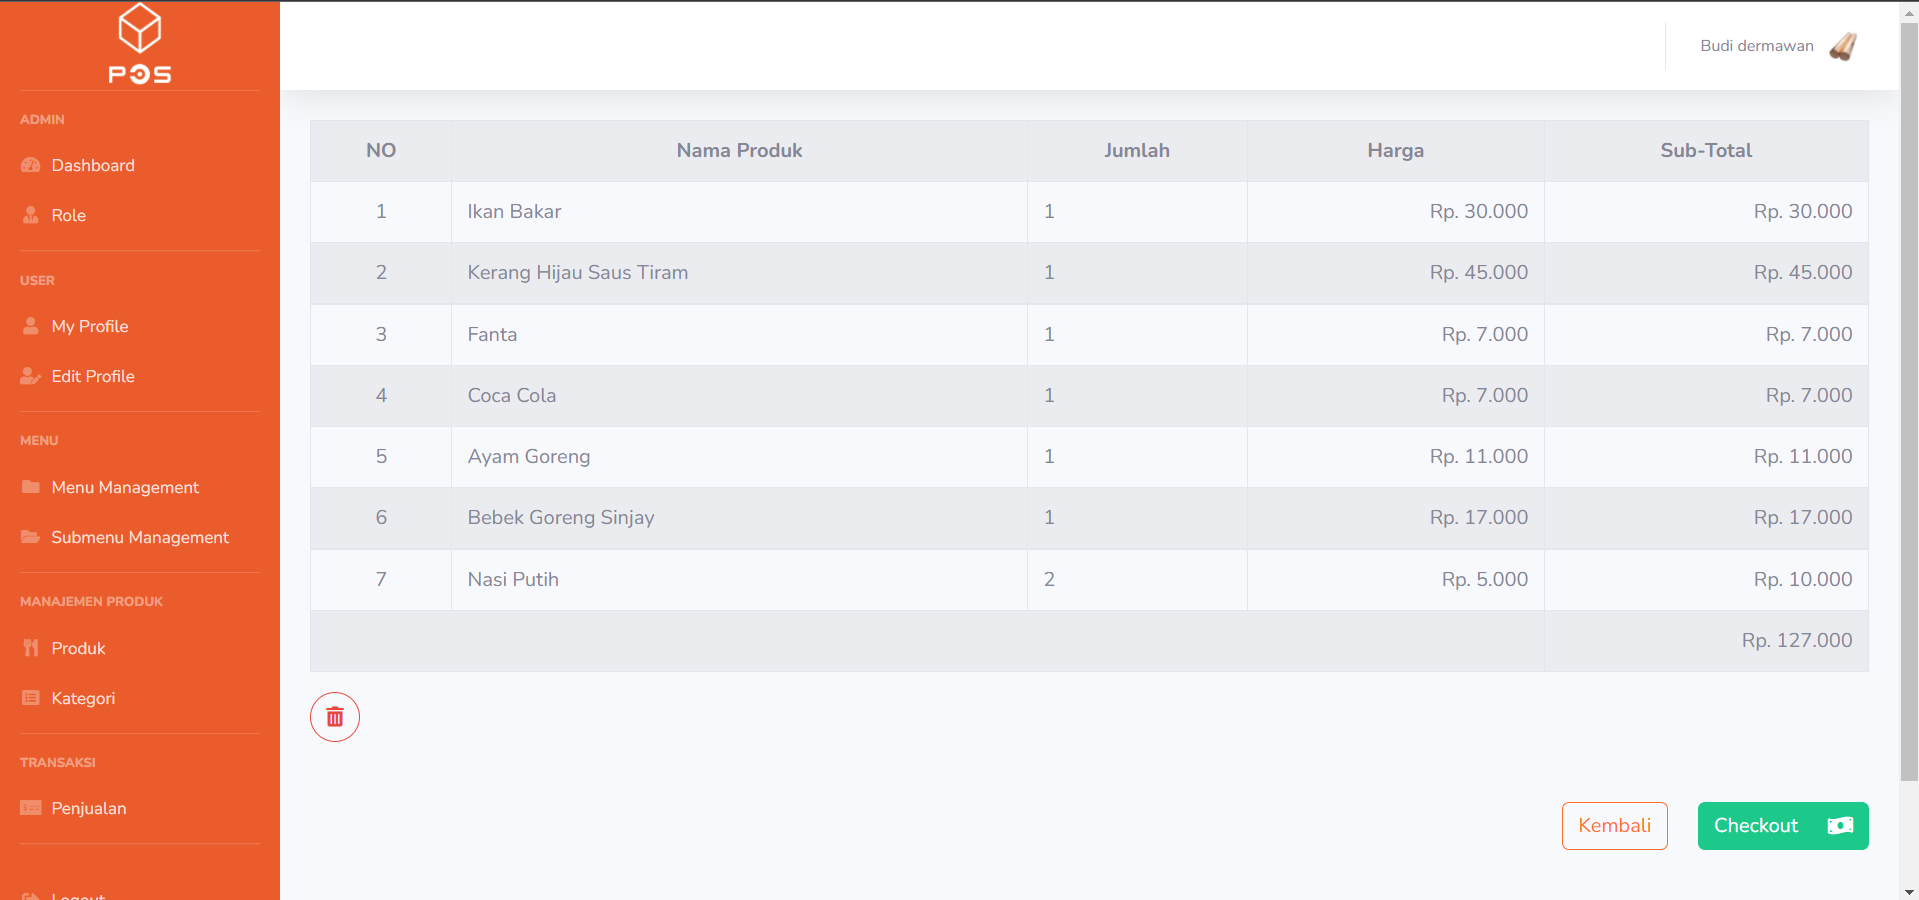 POS
ADMIN
Dashboard
Role
USER
My Profile
Edit Profile
MENU
Menu Management
Submenu Management
MANAJEMEN PRODUK
Produk
Kategori
TRANSAKSI
Penjualan
Logout
Budi dermawan
NO Nama Produk Jumlah Harga Sub-Total
1 Ikan Bakar 1 Rp. 30.000 Rp. 30.000
2 Kerang Hijau Saus Tiram 1 Rp. 45.000 Rp. 45.000
3 Fanta 1 Rp. 7.000 Rp. 7.000
4 Coca Cola 1 Rp. 7.000 Rp. 7.000
5 Ayam Goreng 1 Rp. 11.000 Rp. 11.000
6 Bebek Goreng Sinjay 1 Rp. 17.000 Rp. 17.000
7 Nasi Putih 2 Rp. 5.000 Rp. 10.000
Rp. 127.000
Kembali Checkout